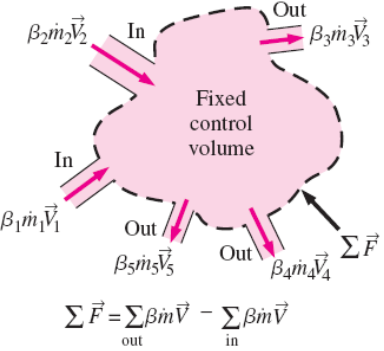 Out
In
β₂ṁ₂V⃗₂
β₃ṁ₃V⃗₃
Fixed
control
volume
In
β₁ṁ₁V⃗₁
Out
Out
∑ F⃗
β₅ṁ₅V⃗₅
β₄ṁ₄V⃗₄
∑ F⃗ = ∑ βṁV⃗ − ∑ βṁV⃗
out in